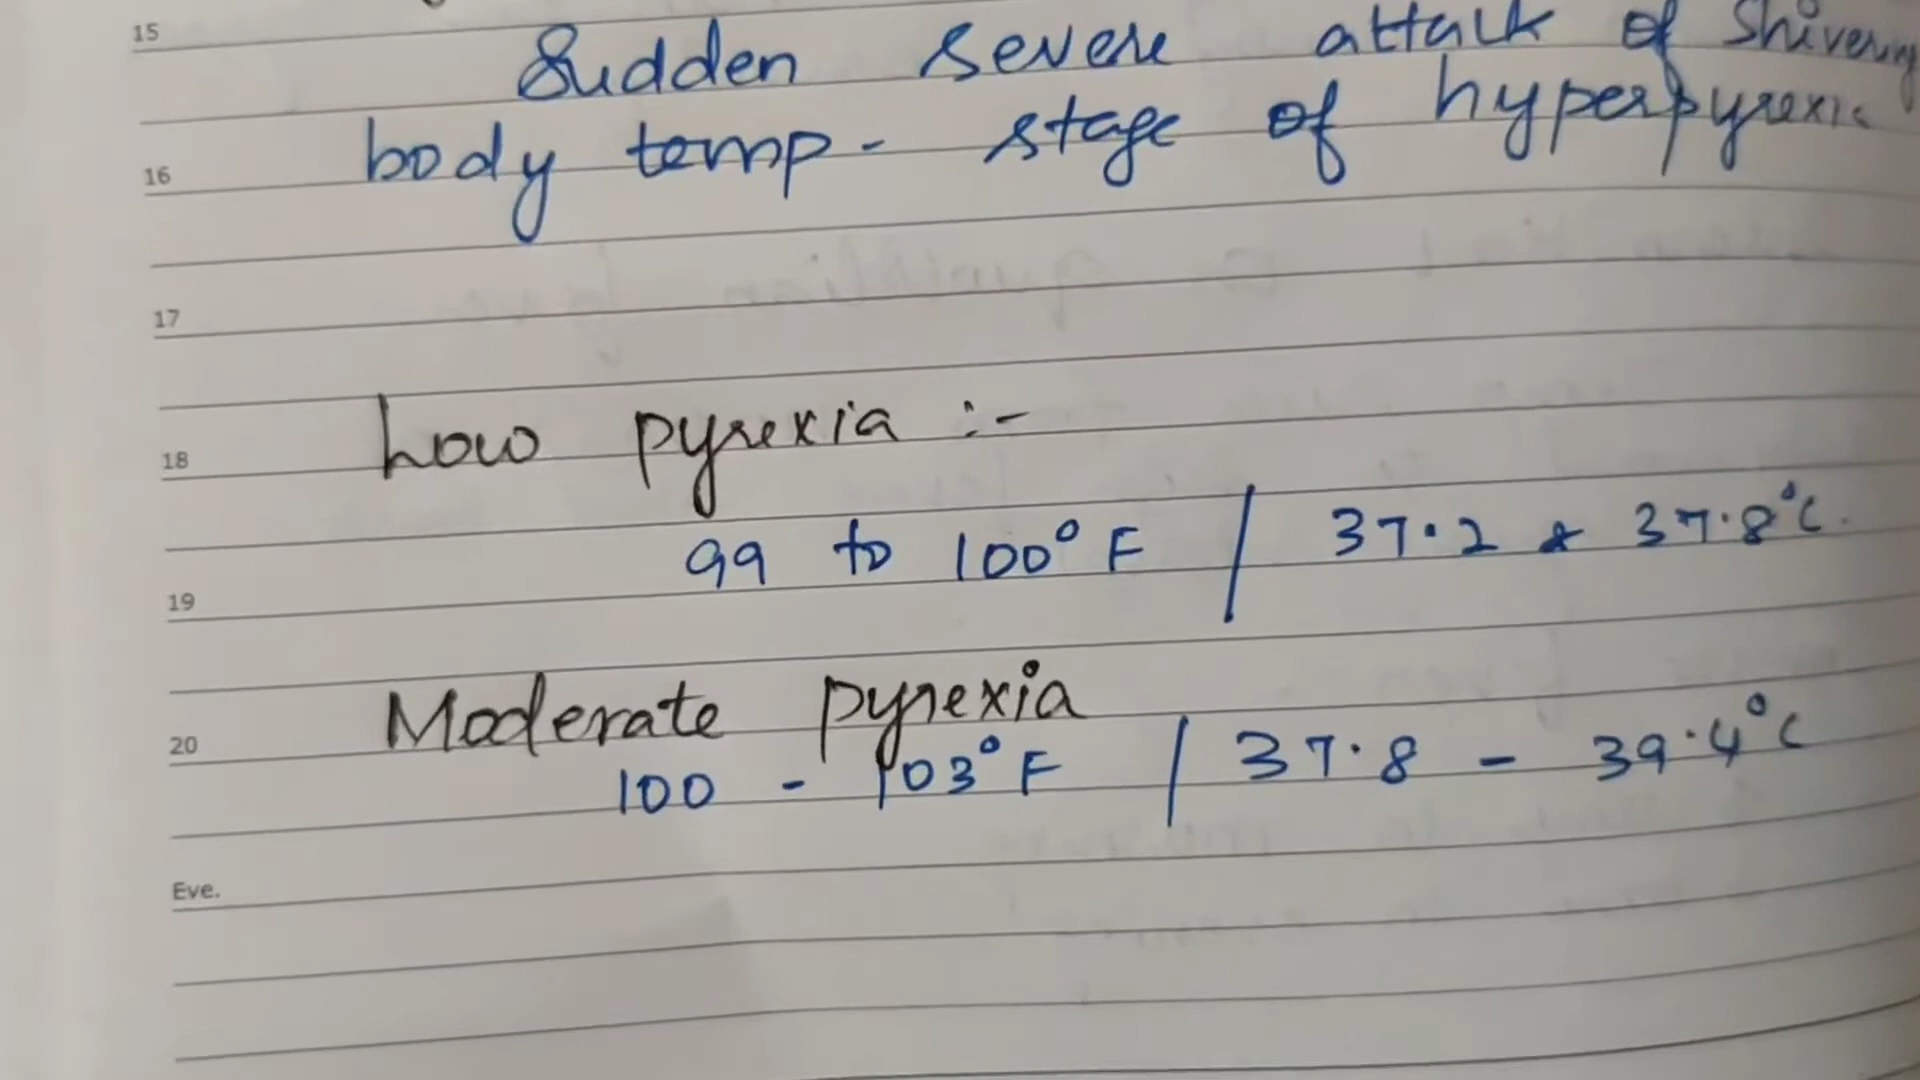 15
Sudden severe attack of shivering
16
body temp - stage of hyperpyrexia
17
18
Low pyrexia :-
99 to 100° F / 37.2 & 37.8°C.
19
20
Moderate pyrexia
100 - 103° F / 37.8 - 39.4°C
Eve.